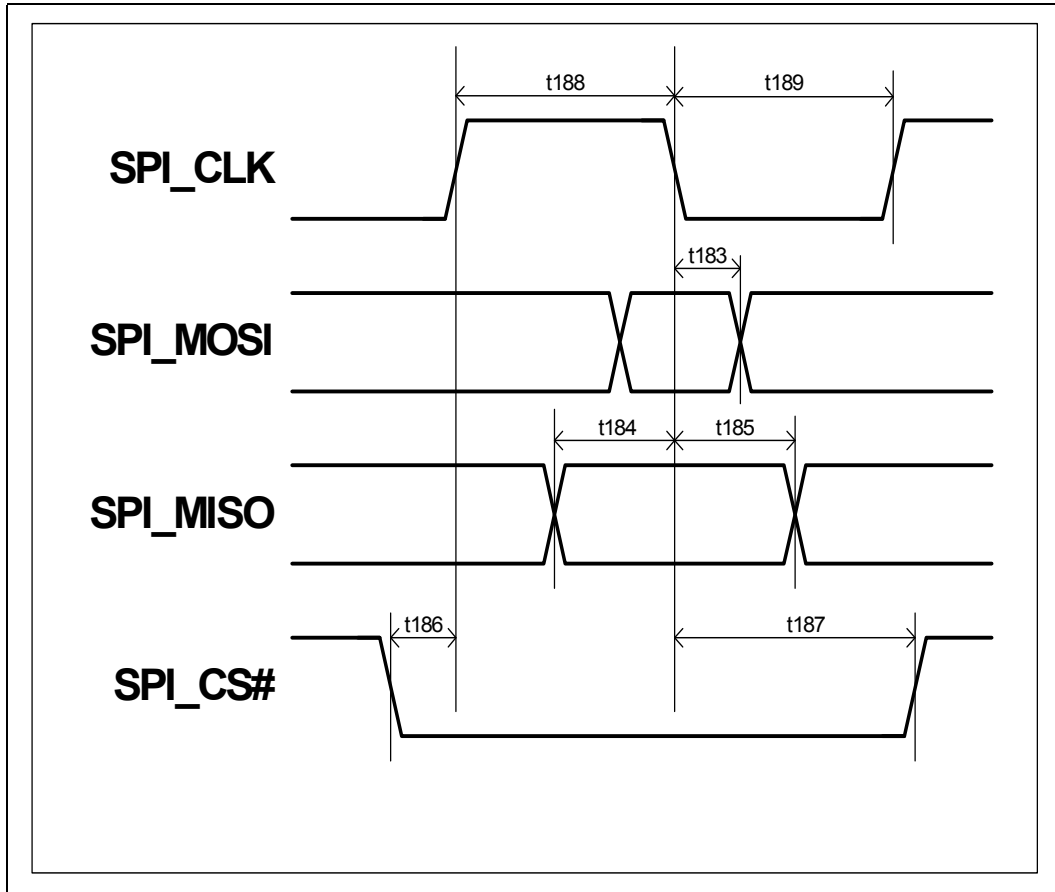 t188
t189
SPI_CLK
t183
SPI_MOSI
t184
t185
SPI_MISO
t186
t187
SPI_CS#